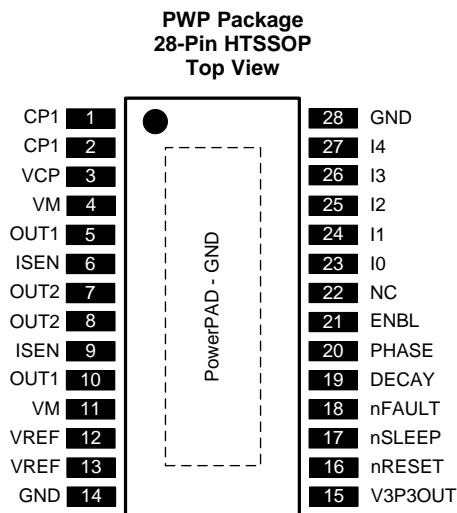 PWP Package
28-Pin HTSSOP
Top View
CP1 1
CP1 2
VCP 3
VM 4
OUT1 5
ISEN 6
OUT2 7
OUT2 8
ISEN 9
OUT1 10
VM 11
VREF 12
VREF 13
GND 14
PowerPAD - GND
28 GND
27 I4
26 I3
25 I2
24 I1
23 I0
22 NC
21 ENBL
20 PHASE
19 DECAY
18 nFAULT
17 nSLEEP
16 nRESET
15 V3P3OUT